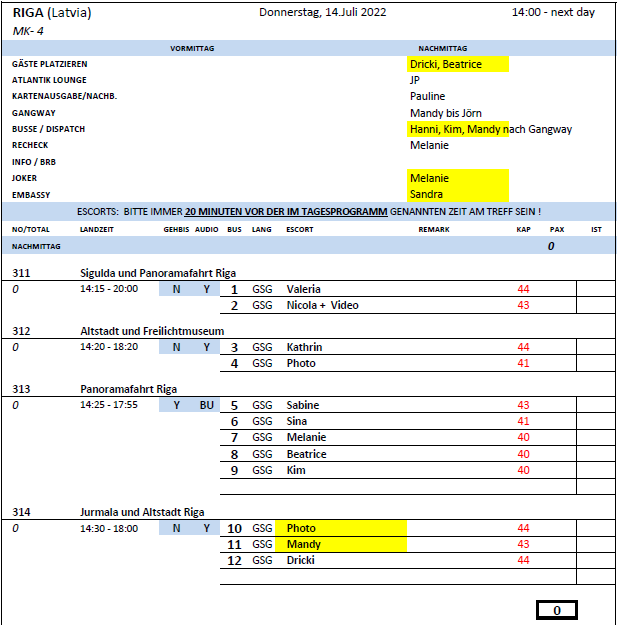 RIGA (Latvia) Donnerstag, 14.Juli 2022 14:00 - next day
MK- 4
VORMITTAG NACHMITTAG
GÄSTE PLATZIEREN Dricki, Beatrice
ATLANTIK LOUNGE JP
KARTENAUSGABE/NACHB. Pauline
GANGWAY Mandy bis Jörn
BUSSE / DISPATCH Hanni, Kim, Mandy nach Gangway
RECHECK Melanie
INFO / BRB
JOKER Melanie
EMBASSY Sandra
ESCORTS: BITTE IMMER 20 MINUTEN VOR DER IM TAGESPROGRAMM GENANNTEN ZEIT AM TREFF SEIN !
NO/TOTAL LANDZEIT GEHBIS AUDIO BUS LANG ESCORT REMARK KAP PAX IST
NACHMITTAG 0
311 Sigulda und Panoramafahrt Riga
0 14:15 - 20:00 N Y 1 GSG Valeria 44
2 GSG Nicola + Video 43
312 Altstadt und Freilichtmuseum
0 14:20 - 18:20 N Y 3 GSG Kathrin 44
4 GSG Photo 41
313 Panoramafahrt Riga
0 14:25 - 17:55 Y BU 5 GSG Sabine 43
6 GSG Sina 41
7 GSG Melanie 40
8 GSG Beatrice 40
9 GSG Kim 40
314 Jurmala und Altstadt Riga
0 14:30 - 18:00 N Y 10 GSG Photo 44
11 GSG Mandy 43
12 GSG Dricki 44
0